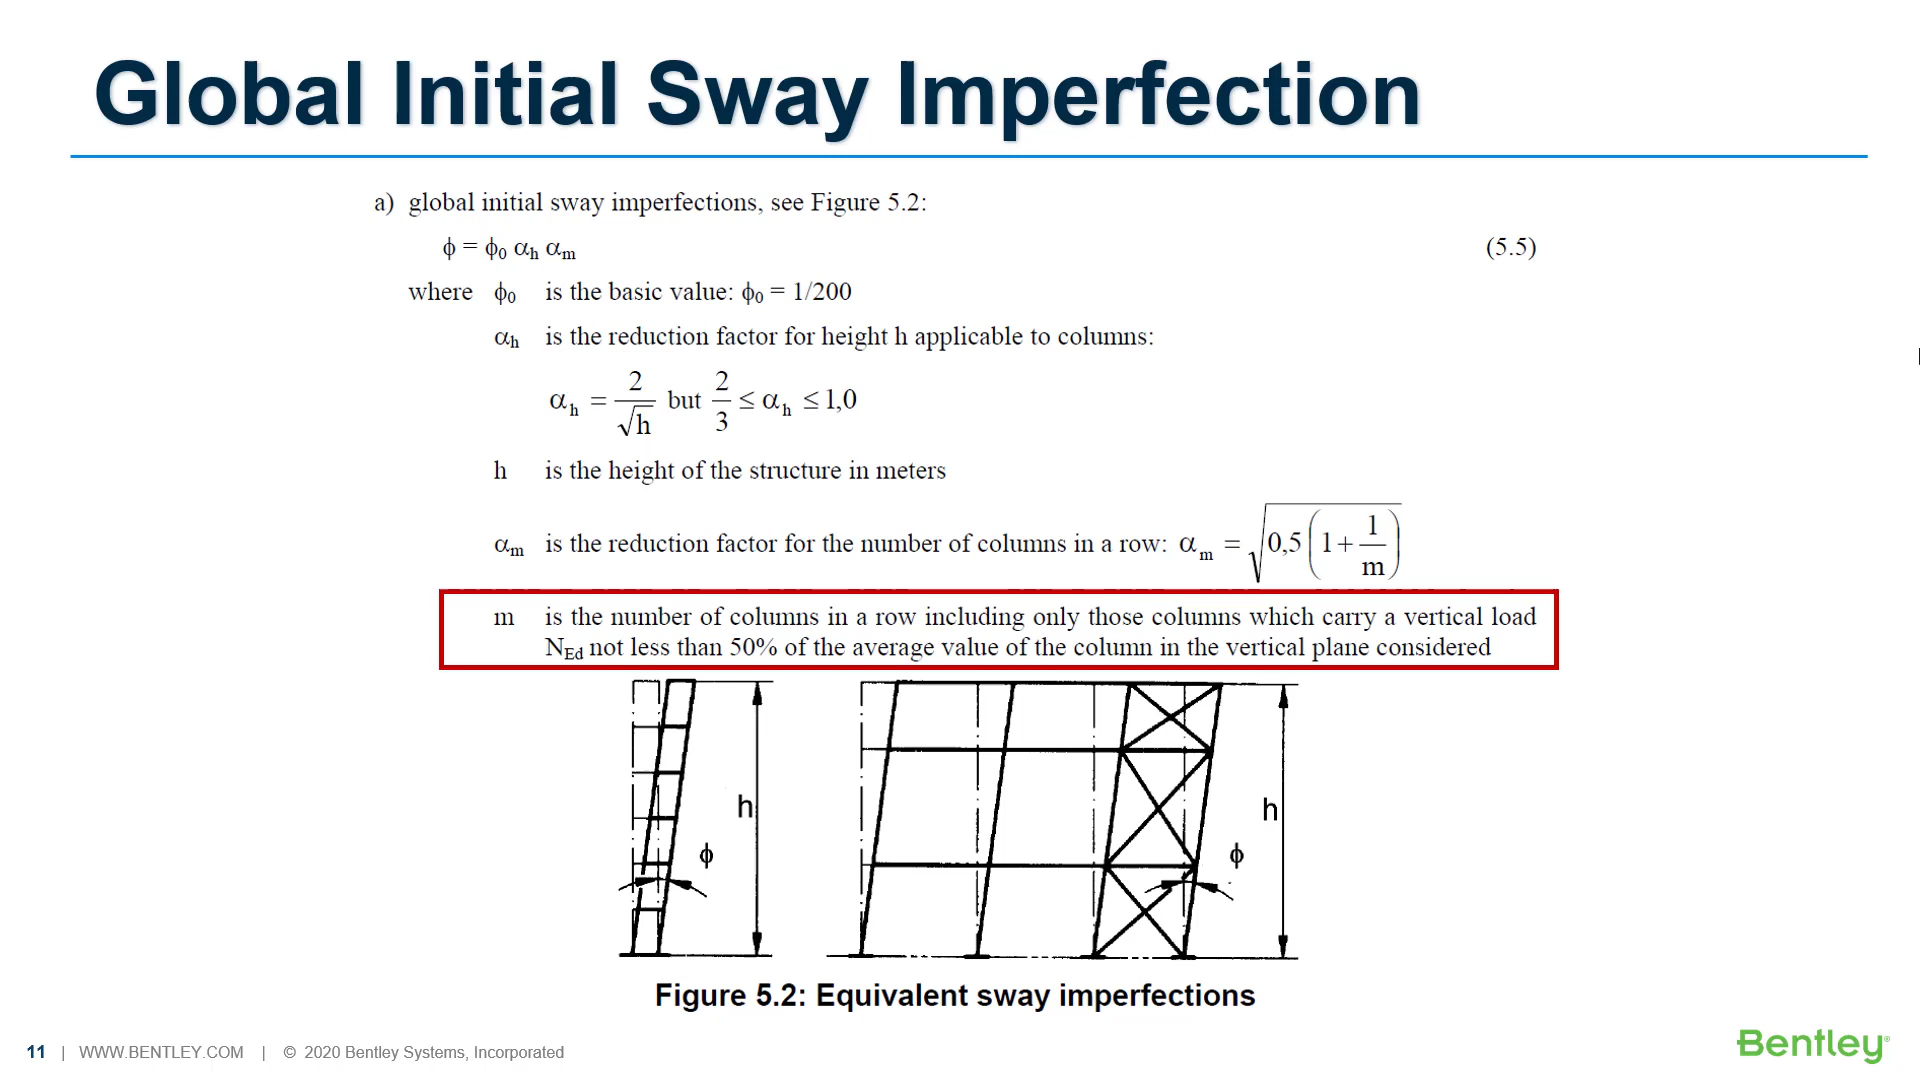 Global Initial Sway Imperfection
a) global initial sway imperfections, see Figure 5.2:
ϕ = ϕ₀ αₕ αₘ (5.5)
where ϕ₀ is the basic value: ϕ₀ = 1/200
αₕ is the reduction factor for height h applicable to columns:
αₕ = 2/√h but 2/3 ≤ αₕ ≤ 1,0
h is the height of the structure in meters
αₘ is the reduction factor for the number of columns in a row: αₘ = √(0,5(1+1/m))
m is the number of columns in a row including only those columns which carry a vertical load
N_Ed not less than 50% of the average value of the column in the vertical plane considered
h
h
ϕ
ϕ
Figure 5.2: Equivalent sway imperfections
11 | WWW.BENTLEY.COM | © 2020 Bentley Systems, Incorporated
Bentley®